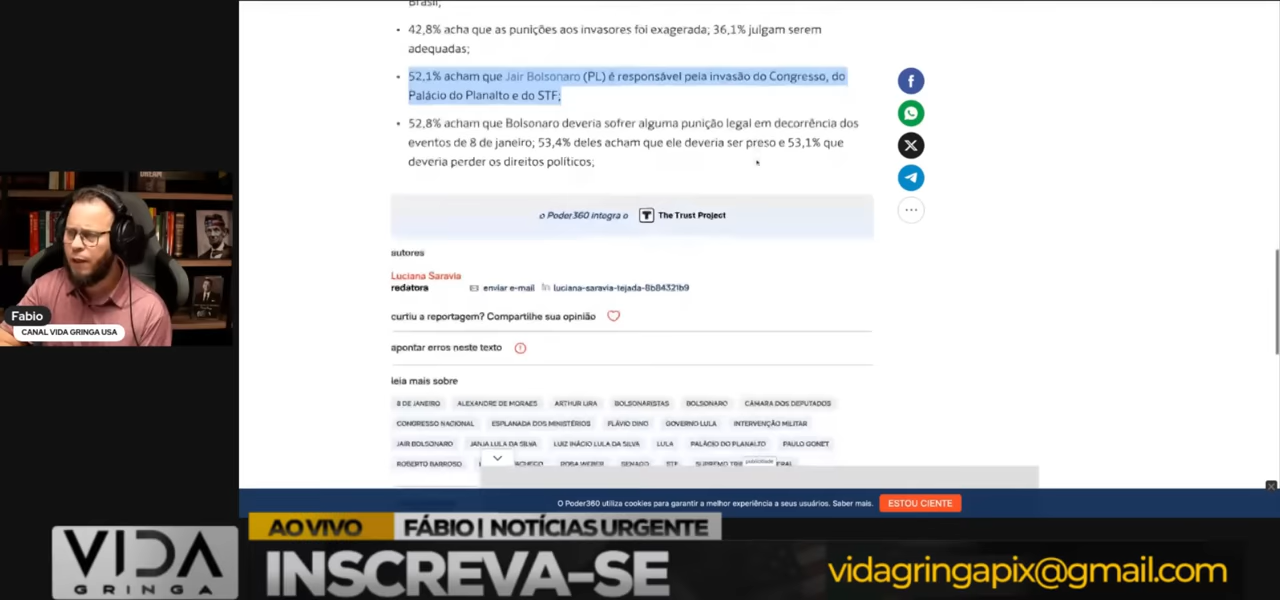 Brasil;
• 42,8% acha que as punições aos invasores foi exagerada; 36,1% julgam serem
adequadas;
• 52,1% acham que Jair Bolsonaro (PL) é responsável pela invasão do Congresso, do
Palácio do Planalto e do STF;
• 52,8% acham que Bolsonaro deveria sofrer alguma punição legal em decorrência dos
eventos de 8 de janeiro; 53,4% deles acham que ele deveria ser preso e 53,1% que
deveria perder os direitos políticos;
DREAM
o Poder360 integra o T The Trust Project
autores
Luciana Saravia
redatora enviar e-mail in luciana-saravia-tejada-8b84321b9
Fabio
CANAL VIDA GRINGA USA
curtiu a reportagem? Compartilhe sua opinião
apontar erros neste texto
leia mais sobre
8 DE JANEIRO ALEXANDRE DE MORAES ARTHUR LIRA BOLSONARISTAS BOLSONARO CÂMARA DOS DEPUTADOS
CONGRESSO NACIONAL ESPLANADA DOS MINISTÉRIOS FLÁVIO DINO GOVERNO LULA INTERVENÇÃO MILITAR
JAIR BOLSONARO JANJA LULA DA SILVA LUIZ INÁCIO LULA DA SILVA LULA PALÁCIO DO PLANALTO PAULO GONET
ROBERTO BARROSO ROSA WEBER SENADO STF
publicidade
O Poder360 utiliza cookies para garantir a melhor experiência a seus usuários. Saber mais. ESTOU CIENTE
AO VIVO FÁBIO | NOTÍCIAS URGENTE
VIDA
GRINGA
INSCREVA-SE
vidagringapix@gmail.com